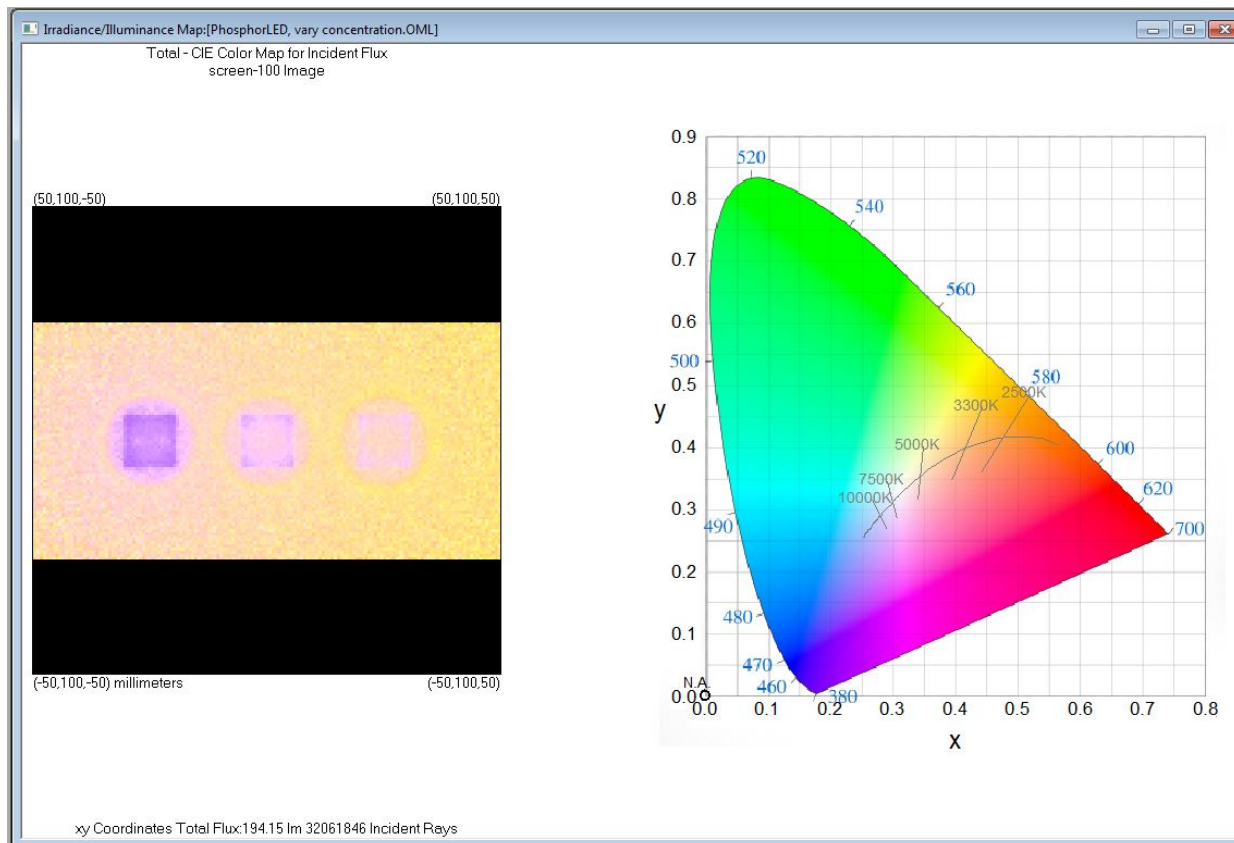 Irradiance/Illuminance Map:[PhosphorLED, vary concentration.OML]
Total - CIE Color Map for Incident Flux
screen-100 Image
(50,100,-50)
(50,100,50)
(-50,100,-50) millimeters
(-50,100,50)
xy Coordinates Total Flux:194.15 lm 32061846 Incident Rays
0.9
0.8
0.7
0.6
0.5
0.4
0.3
0.2
0.1
0.0
y
520
540
560
500
580
2500K
3300K
5000K
600
7500K
10000K
620
490
700
480
470
460
380
N.A.
0.0
0.1
0.2
0.3
0.4
0.5
0.6
0.7
0.8
x